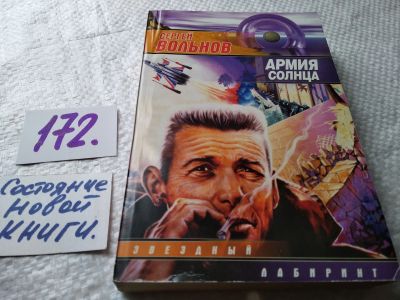 СЕРГЕЙ
ВОЛЬНОВ
АРМИЯ
СОЛНЦА
172.
Состояние
новой
книги.
ЗВЕЗДНЫЙ
ЛАБИРИНТ